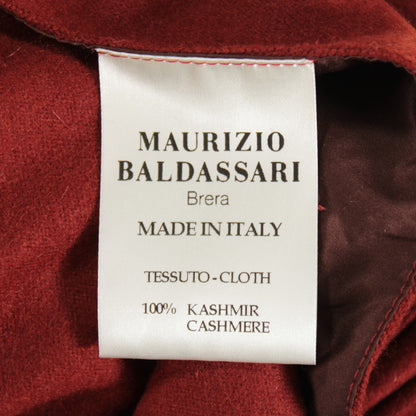 MAURIZIO
BALDASSARI
Brera
MADE IN ITALY
TESSUTO - CLOTH
100% KASHMIR
CASHMERE